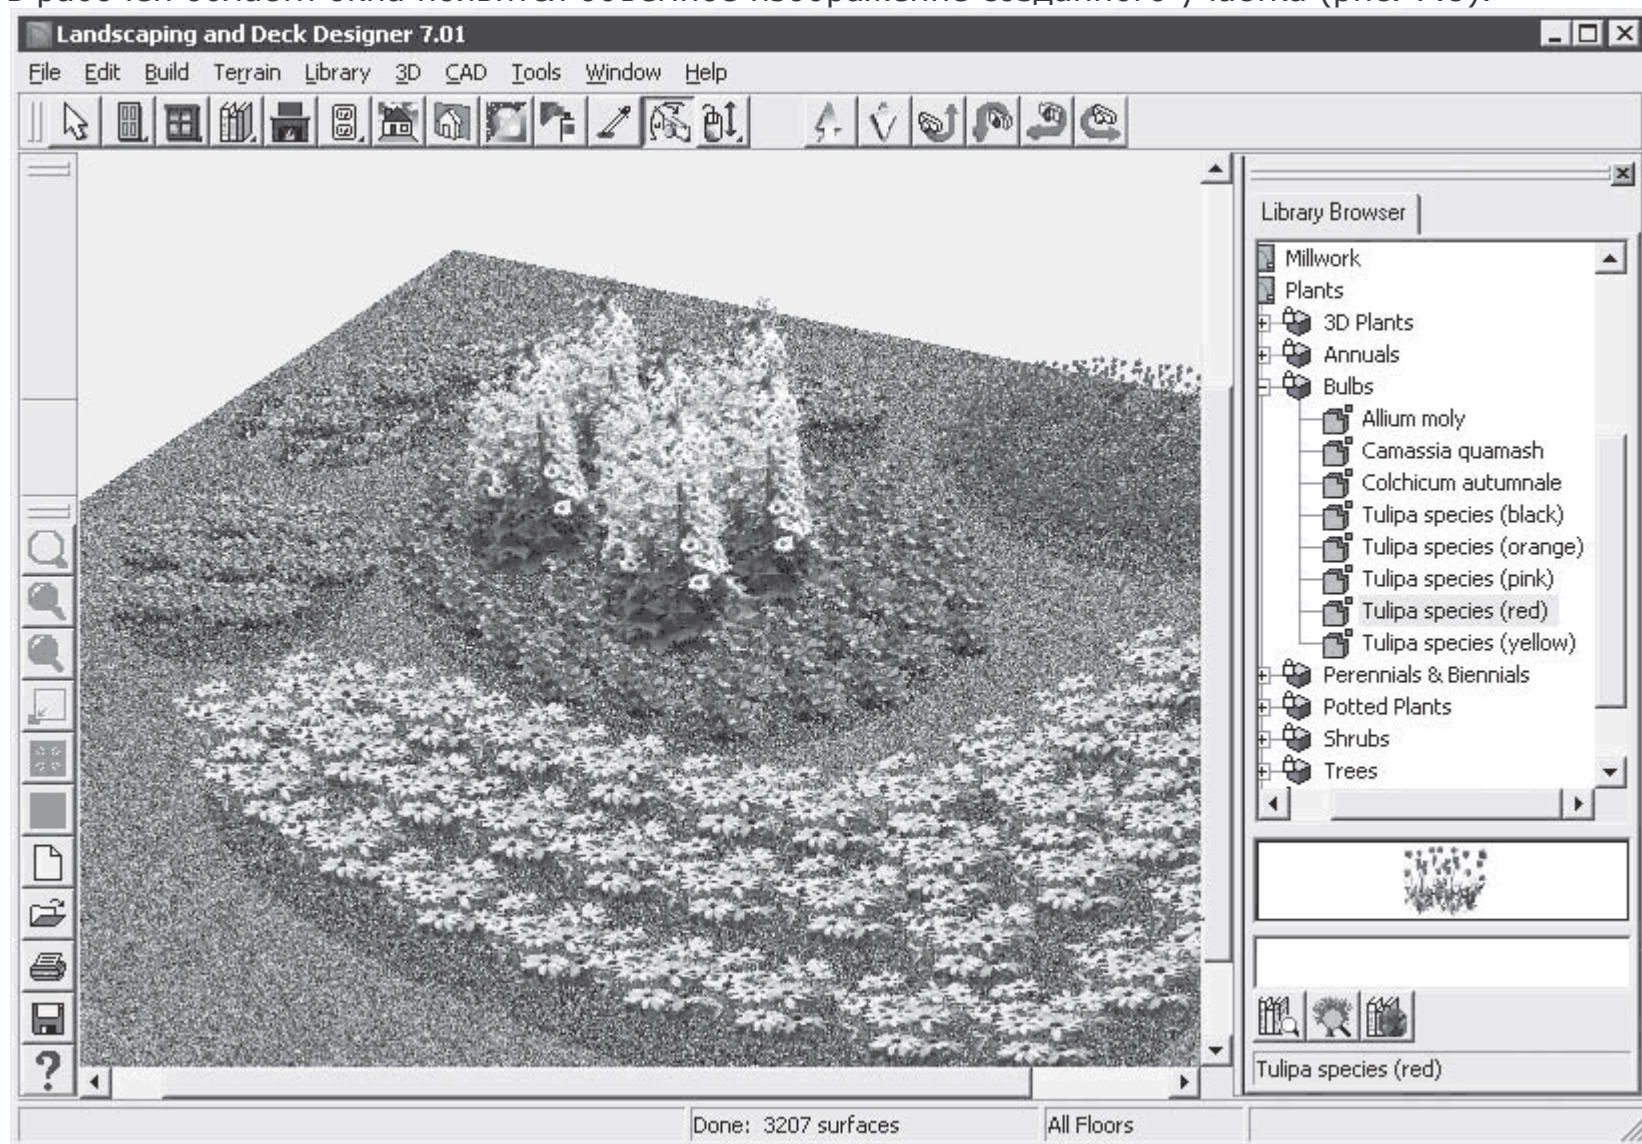 Landscaping and Deck Designer 7.01
File Edit Build Terrain Library 3D CAD Tools Window Help
Library Browser
Millwork
Plants
3D Plants
Annuals
Bulbs
Allium moly
Camassia quamash
Colchicum autumnale
Tulipa species (black)
Tulipa species (orange)
Tulipa species (pink)
Tulipa species (red)
Tulipa species (yellow)
Perennials & Biennials
Potted Plants
Shrubs
Trees
Tulipa species (red)
Done: 3207 surfaces All Floors